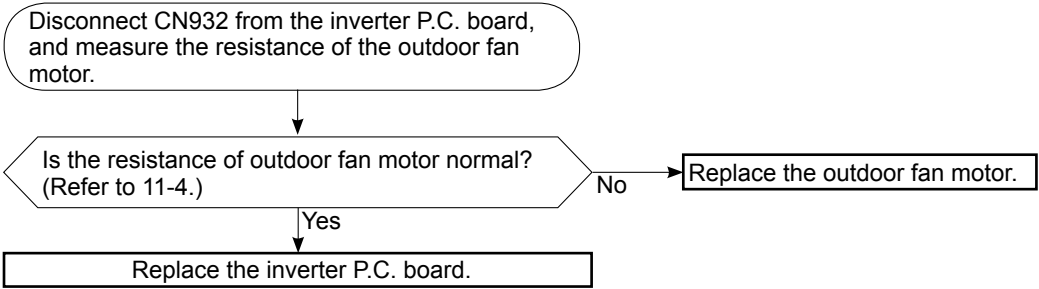 Disconnect CN932 from the inverter P.C. board,
and measure the resistance of the outdoor fan
motor.
Is the resistance of outdoor fan motor normal?
(Refer to 11-4.)
No
Replace the outdoor fan motor.
Yes
Replace the inverter P.C. board.